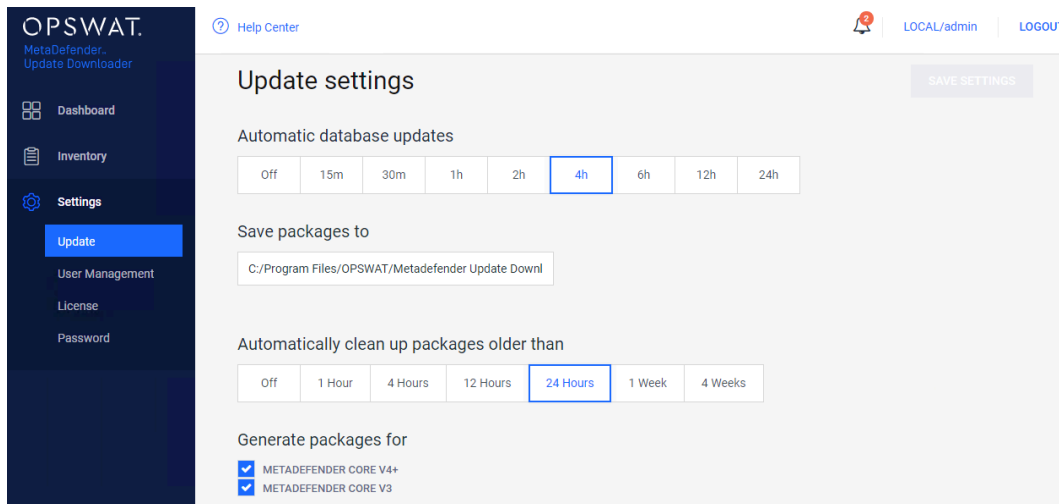 OPSWAT.
MetaDefender™
Update Downloader
Help Center
2
LOCAL/admin
LOGOUT
Dashboard
Inventory
Settings
Update
User Management
License
Password
Update settings
SAVE SETTINGS
Automatic database updates
Off 15m 30m 1h 2h 4h 6h 12h 24h
Save packages to
C:/Program Files/OPSWAT/Metadefender Update Downl
Automatically clean up packages older than
Off 1 Hour 4 Hours 12 Hours 24 Hours 1 Week 4 Weeks
Generate packages for
METADEFENDER CORE V4+
METADEFENDER CORE V3